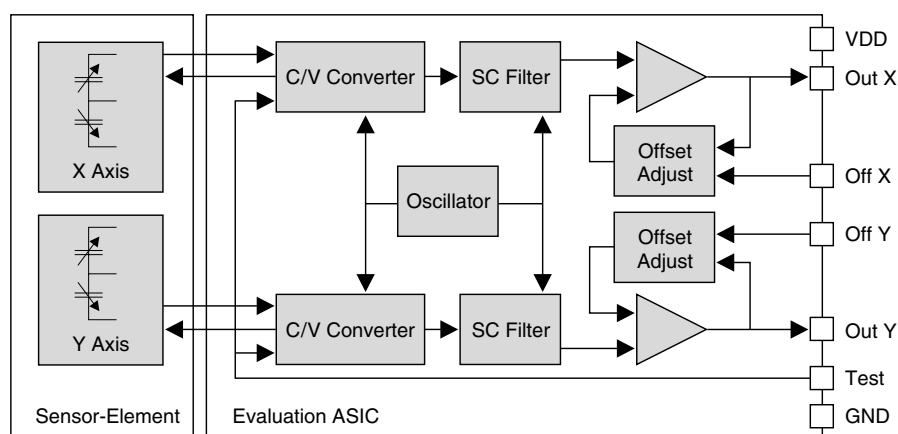 VDD
C/V Converter
SC Filter
Out X
X Axis
Offset
Adjust
Off X
Oscillator
Off Y
Offset
Adjust
C/V Converter
SC Filter
Out Y
Y Axis
Test
Sensor-Element
Evaluation ASIC
GND